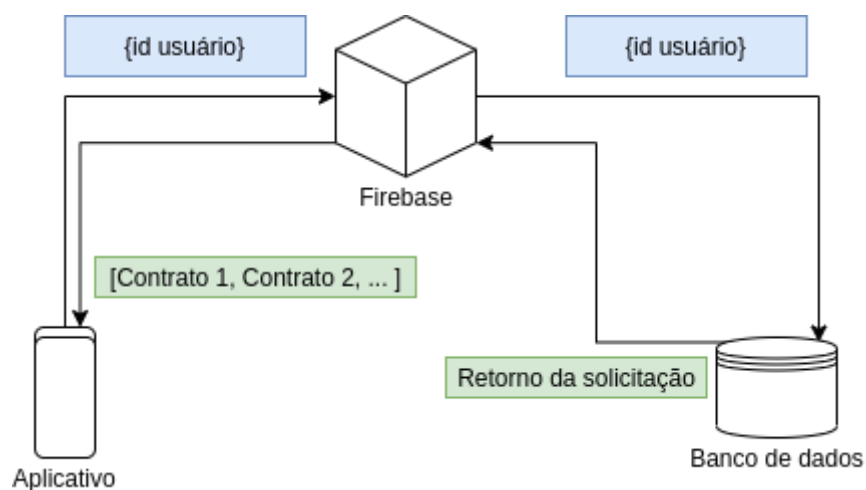 {id usuário}
{id usuário}
Firebase
[Contrato 1, Contrato 2, ... ]
Retorno da solicitação
Banco de dados
Aplicativo